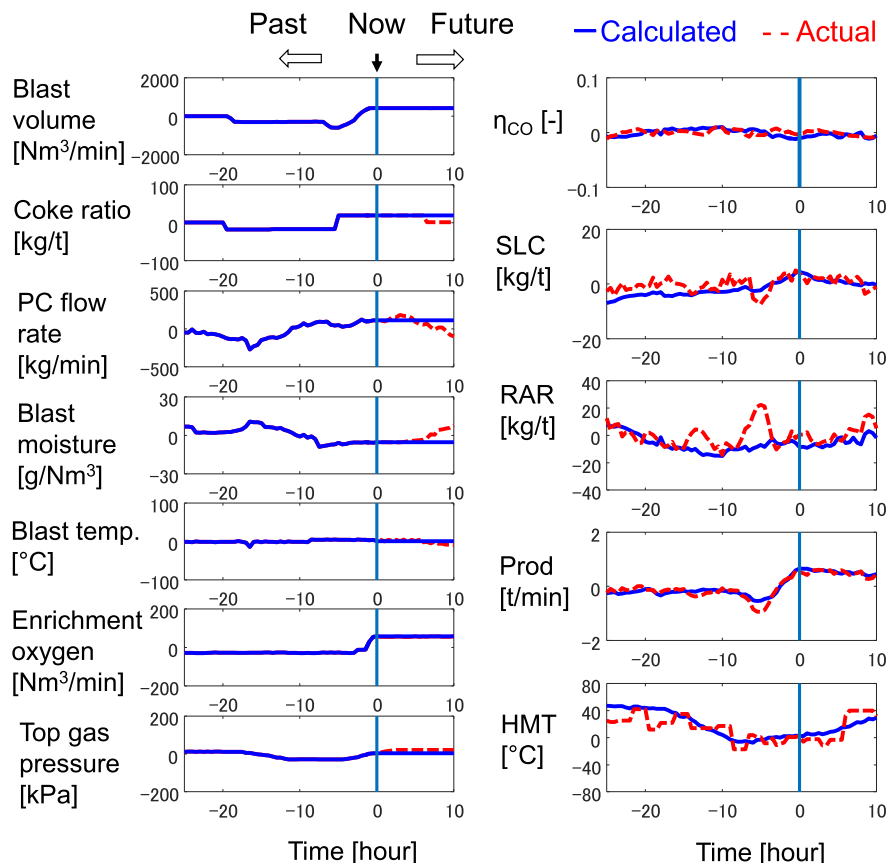 Past Now Future
Calculated Actual
Blast
volume
[Nm³/min]
2000
0
−2000
−20 −10 0 10
Coke ratio
[kg/t]
100
0
−100
−20 −10 0 10
PC flow
rate
[kg/min]
500
0
−500
−20 −10 0 10
Blast
moisture
[g/Nm³]
30
0
−30
−20 −10 0 10
Blast temp.
[°C]
100
0
−100
−20 −10 0 10
Enrichment
oxygen
[Nm³/min]
200
0
−200
−20 −10 0 10
Top gas
pressure
[kPa]
200
0
−200
−20 −10 0 10
Time [hour]
ηCO [-]
0.1
0
−0.1
−20 −10 0 10
SLC
[kg/t]
20
0
−20
−20 −10 0 10
RAR
[kg/t]
40
20
0
−20
−40
−20 −10 0 10
Prod
[t/min]
2
0
−2
−20 −10 0 10
HMT
[°C]
80
40
0
−40
−20 −10 0 10
Time [hour]